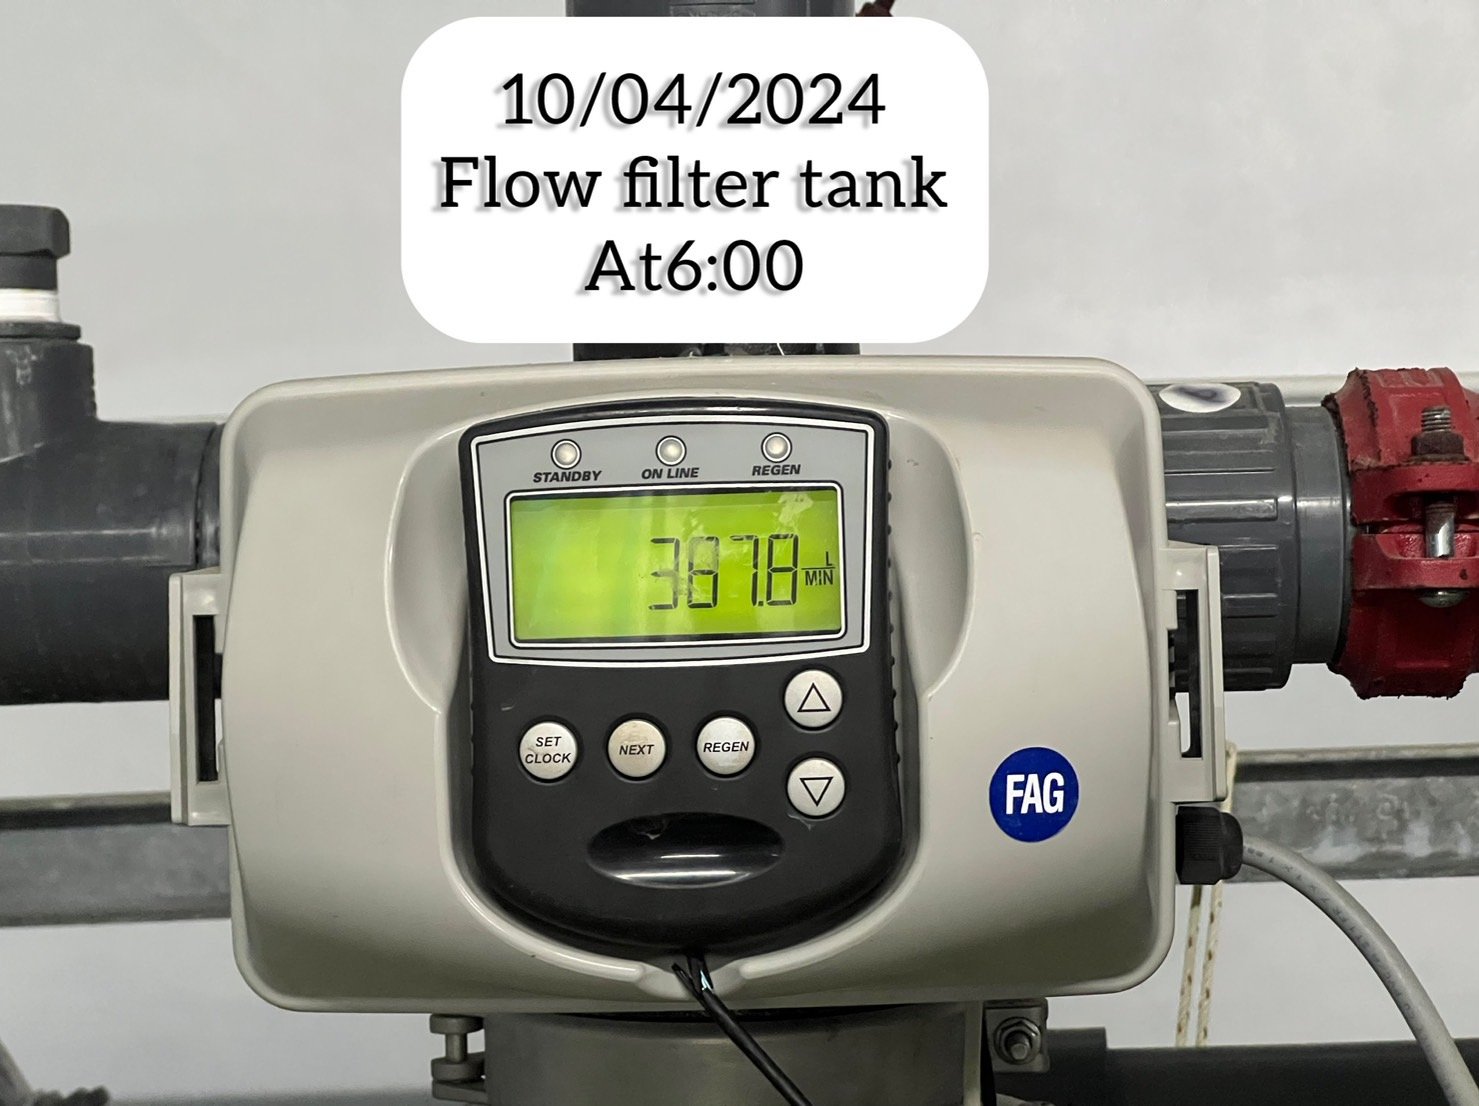 10/04/2024
Flow filter tank
At6:00
STANDBY
ON LINE
REGEN
387.8 L/MIN
SET CLOCK
NEXT
REGEN
FAG